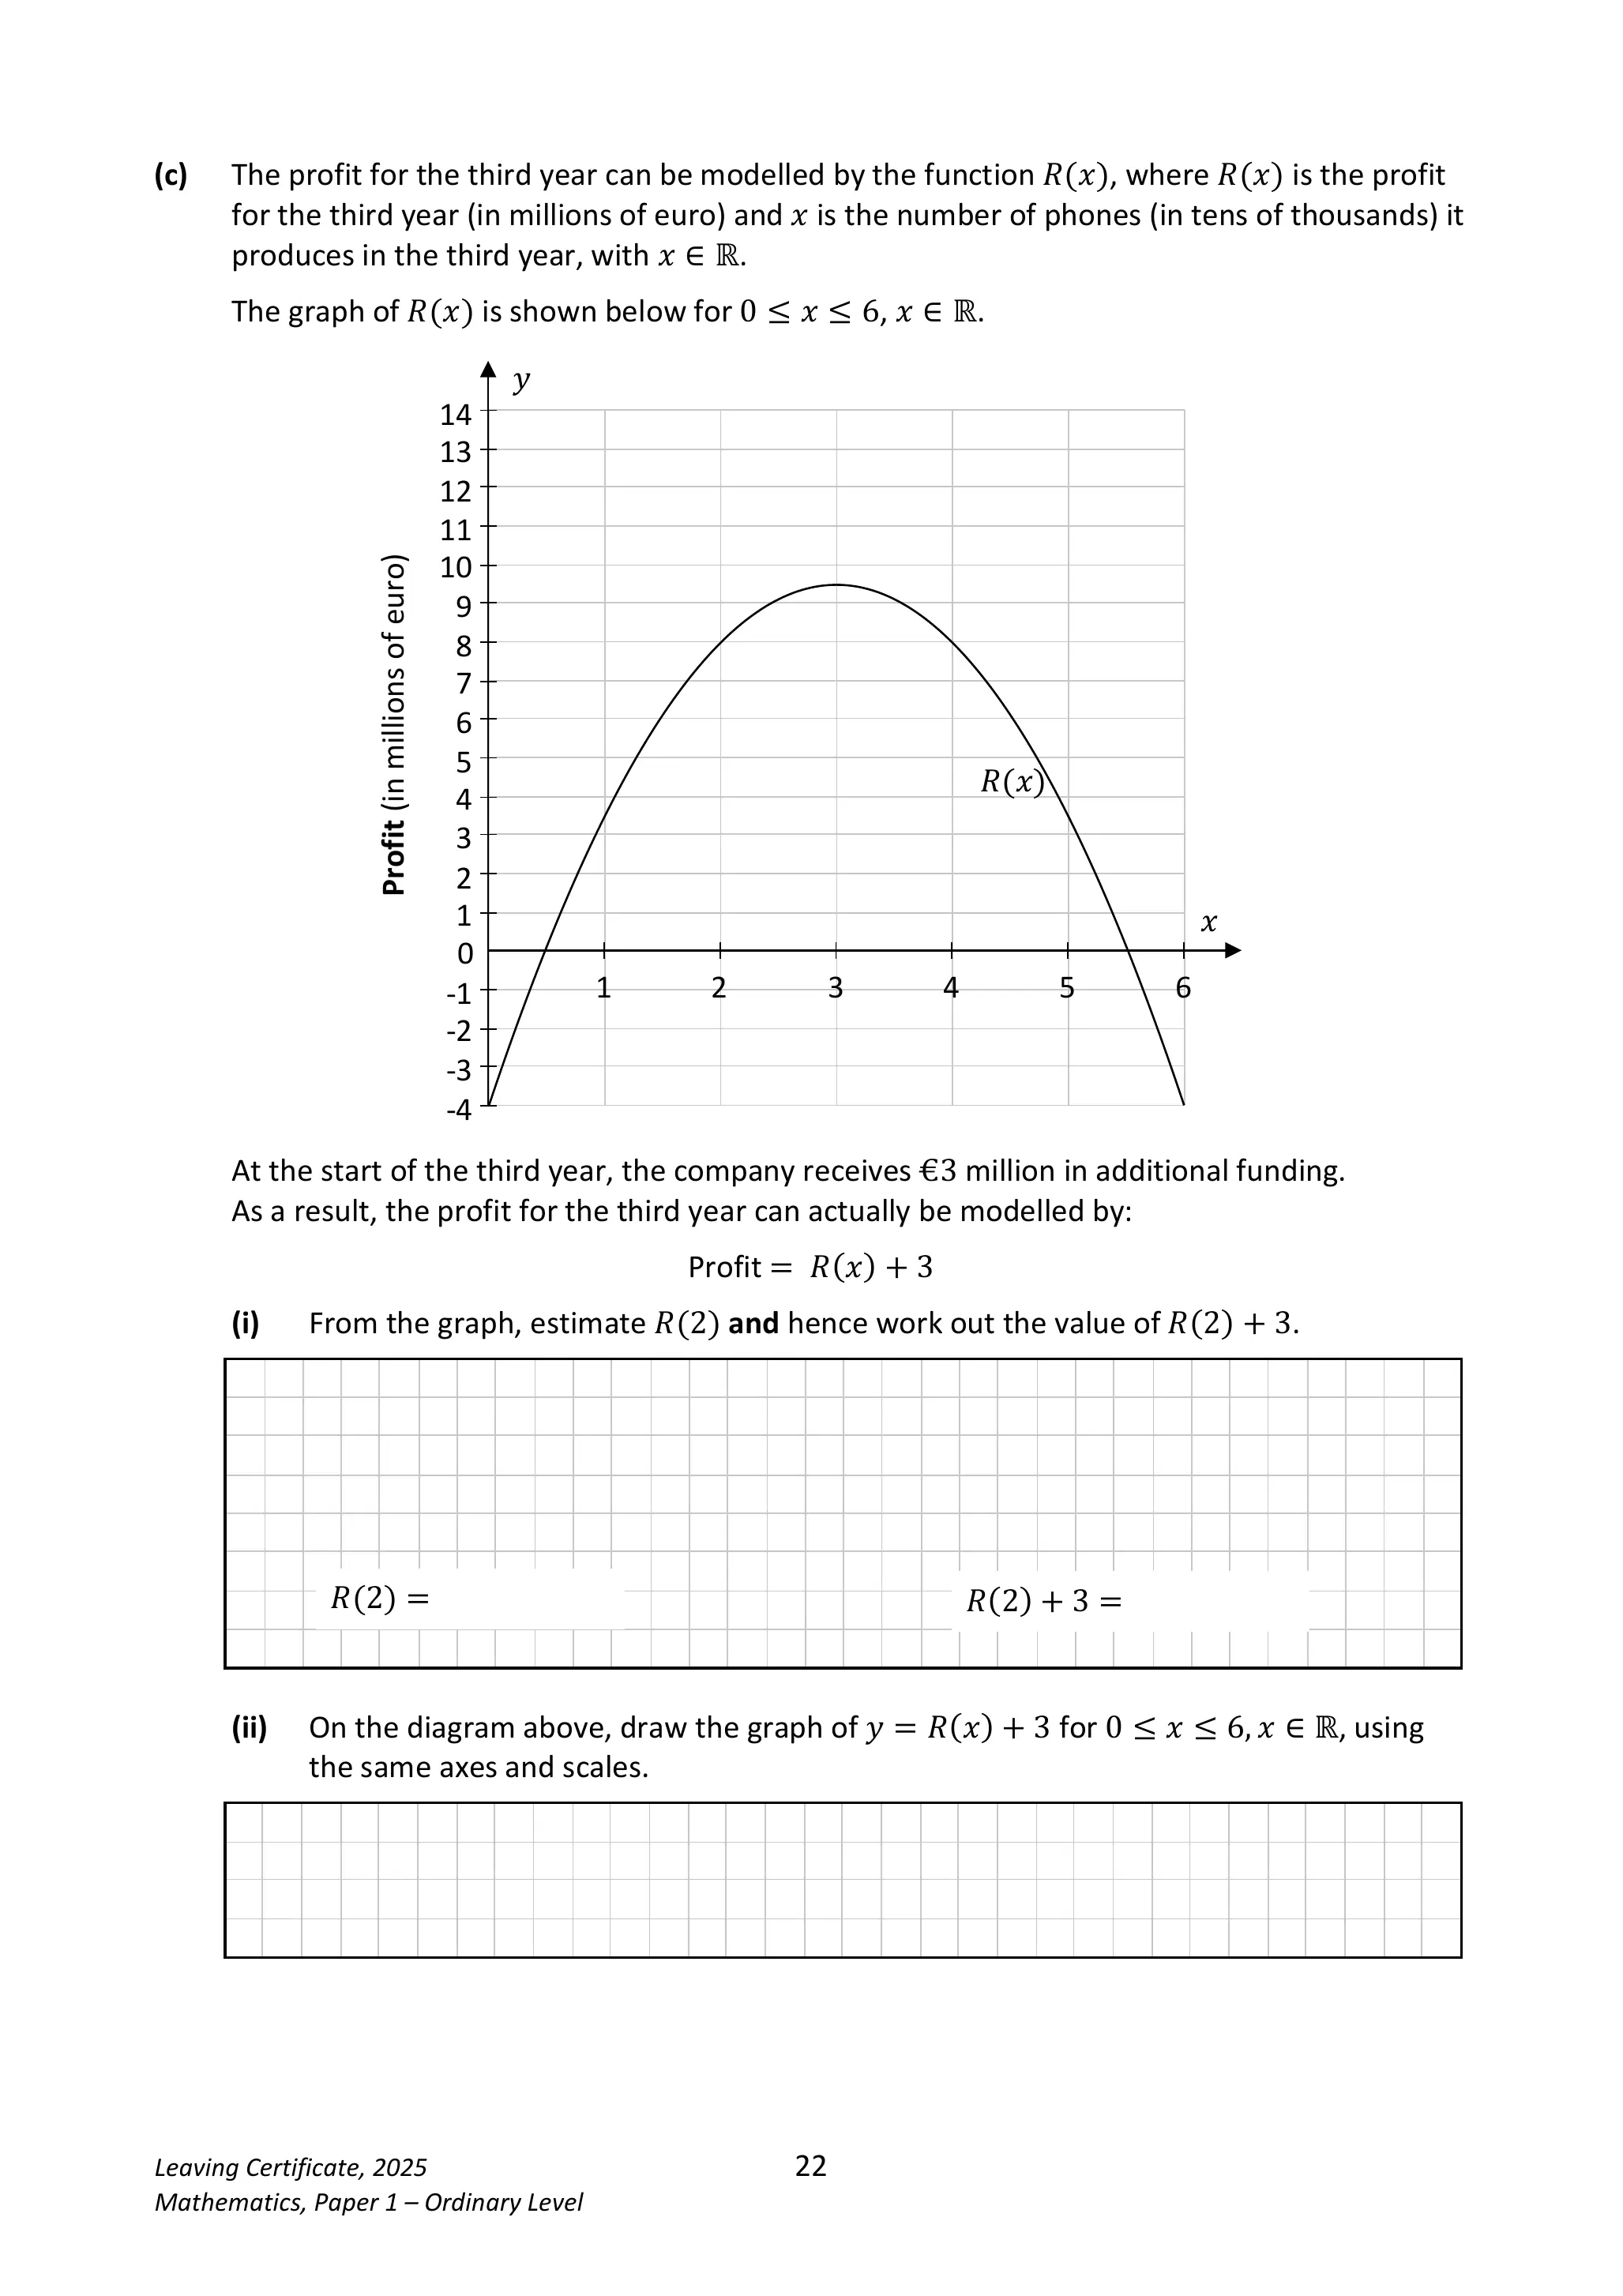 (c) The profit for the third year can be modelled by the function R(x), where R(x) is the profit
for the third year (in millions of euro) and x is the number of phones (in tens of thousands) it
produces in the third year, with x ∈ ℝ.
The graph of R(x) is shown below for 0 ≤ x ≤ 6, x ∈ ℝ.
y
14
13
12
11
10
9
8
7
6
5
4
3
2
1
0
-1
-2
-3
-4
Profit (in millions of euro)
R(x)
x
1 2 3 4 5 6
At the start of the third year, the company receives €3 million in additional funding.
As a result, the profit for the third year can actually be modelled by:
Profit = R(x) + 3
(i) From the graph, estimate R(2) and hence work out the value of R(2) + 3.
R(2) =
R(2) + 3 =
(ii) On the diagram above, draw the graph of y = R(x) + 3 for 0 ≤ x ≤ 6, x ∈ ℝ, using
the same axes and scales.
Leaving Certificate, 2025
22
Mathematics, Paper 1 – Ordinary Level